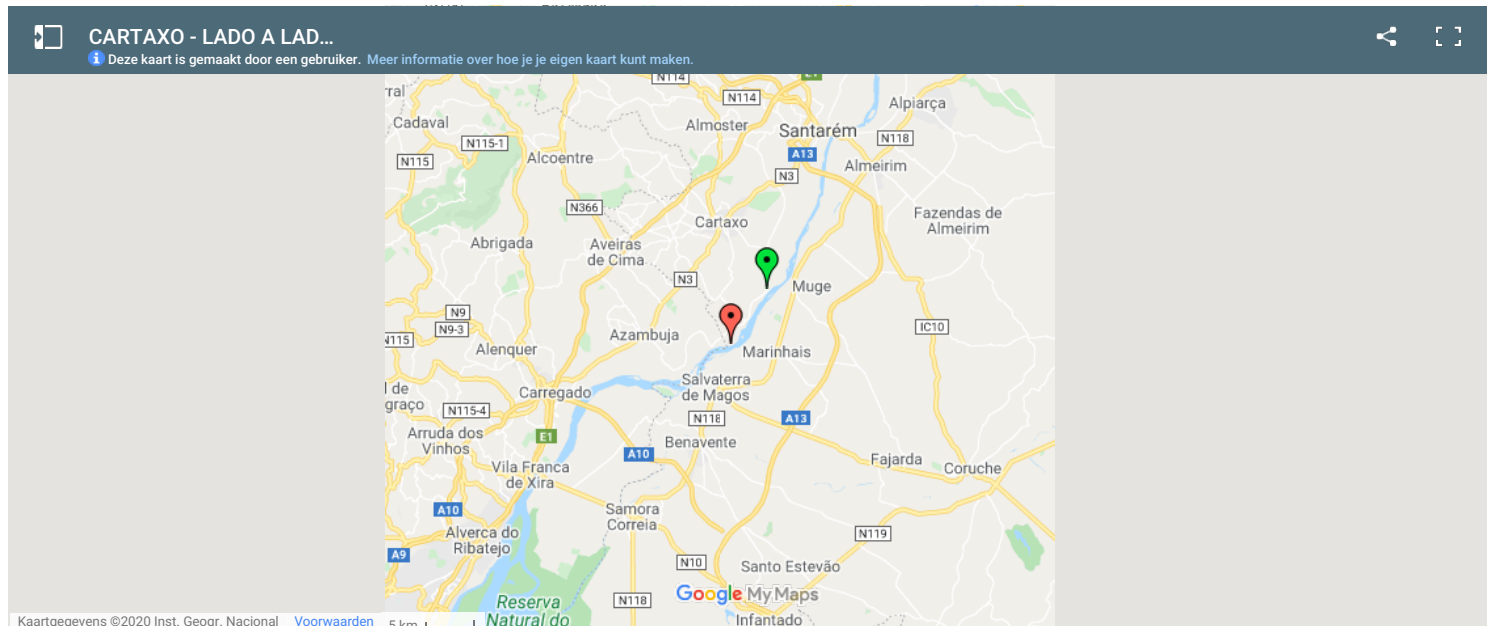 CARTAXO - LADO A LAD...
Deze kaart is gemaakt door een gebruiker. Meer informatie over hoe je je eigen kaart kunt maken.
N114
E1
rral
N114
Alpiarça
Cadaval
Almoster
Santarém
N118
N115-1
N115
Alcoentre
A13
Almeirim
N3
N366
Cartaxo
Fazendas de
Almeirim
Abrigada
Aveiras
de Cima
N3
Muge
N9
N9-3
N115
Azambuja
IC10
Alenquer
Marinhais
l de
graço
Carregado
Salvaterra
de Magos
N115-4
N118
A13
Arruda dos
Vinhos
E1
Benavente
A10
Fajarda
Coruche
Vila Franca
de Xira
A10
Samora
Correia
Alverca do
Ribatejo
N119
A9
N10
Santo Estevão
Google My Maps
Reserva
Natural do
N118
Infantado
Kaartgegevens ©2020 Inst. Geogr. Nacional Voorwaarden 5 km